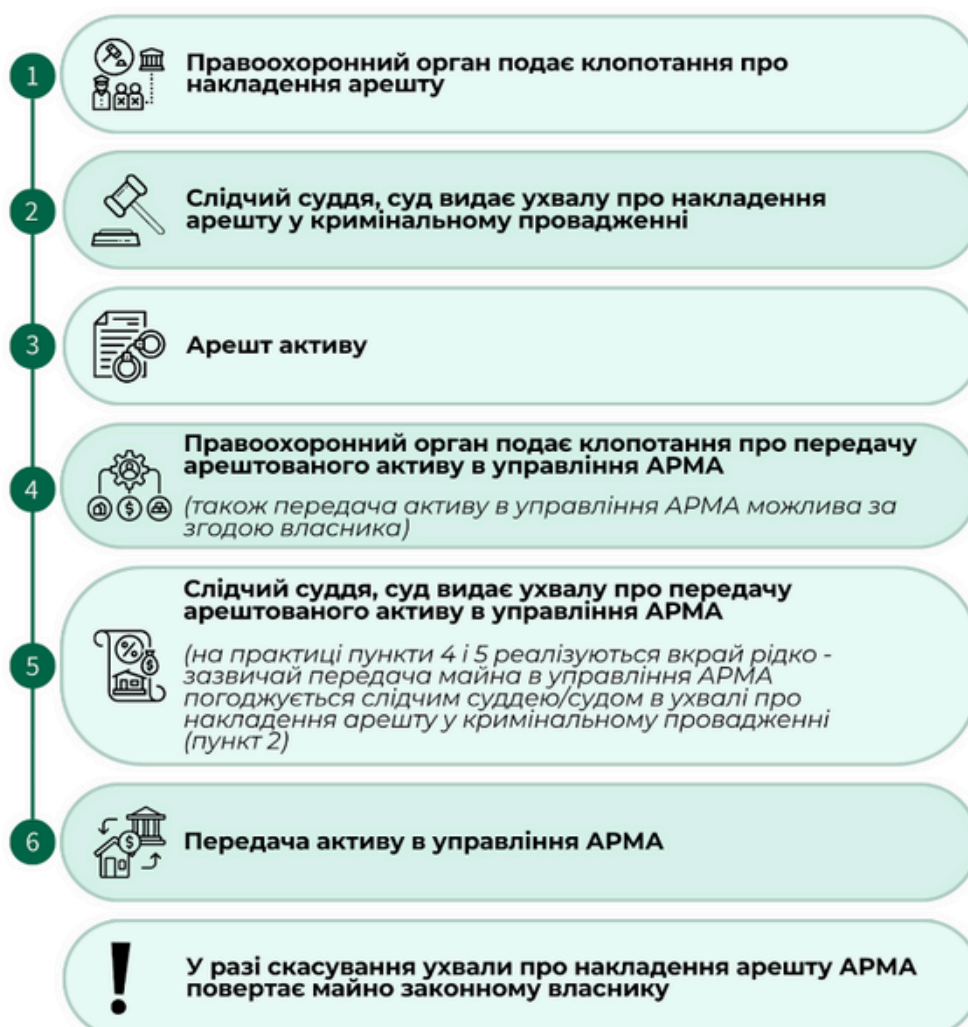 1
Правоохоронний орган подає клопотання про
накладення арешту
2
Слідчий суддя, суд видає ухвалу про накладення
арешту у кримінальному провадженні
3
Арешт активу
4
Правоохоронний орган подає клопотання про передачу
арештованого активу в управління АРМА
(також передача активу в управління АРМА можлива за
згодою власника)
5
Слідчий суддя, суд видає ухвалу про передачу
арештованого активу в управління АРМА
(на практиці пункти 4 і 5 реалізуються вкрай рідко -
зазвичай передача майна в управління АРМА
погоджується слідчим суддею/судом в ухвалі про
накладення арешту у кримінальному провадженні
(пункт 2)
6
Передача активу в управління АРМА
!
У разі скасування ухвали про накладення арешту АРМА
повертає майно законному власнику